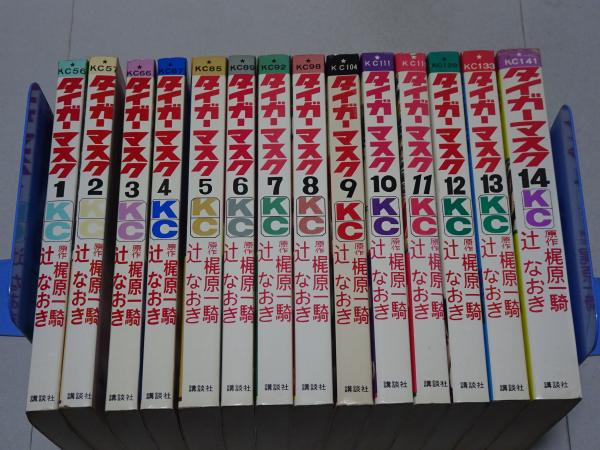 KC56
タイガーマスク
1
KC
原作 梶原一騎
辻 なおき
講談社
KC57
タイガーマスク
2
KC
原作 梶原一騎
辻 なおき
講談社
KC66
タイガーマスク
3
KC
原作 梶原一騎
辻 なおき
講談社
タイガーマスク
4
KC
原作 梶原一騎
辻 なおき
講談社
KC85
タイガーマスク
5
KC
原作 梶原一騎
辻 なおき
講談社
KC89
タイガーマスク
6
KC
原作 梶原一騎
辻 なおき
講談社
KC92
タイガーマスク
7
KC
原作 梶原一騎
辻 なおき
講談社
KC98
タイガーマスク
8
KC
原作 梶原一騎
辻 なおき
講談社
KC104
タイガーマスク
9
KC
原作 梶原一騎
辻 なおき
講談社
KC111
タイガーマスク
10
KC
原作 梶原一騎
辻 なおき
講談社
タイガーマスク
11
KC
原作 梶原一騎
辻 なおき
講談社
タイガーマスク
12
KC
原作 梶原一騎
辻 なおき
講談社
KC133
タイガーマスク
13
KC
原作 梶原一騎
辻 なおき
講談社
KC141
タイガーマスク
14
KC
原作 梶原一騎
辻 なおき
講談社